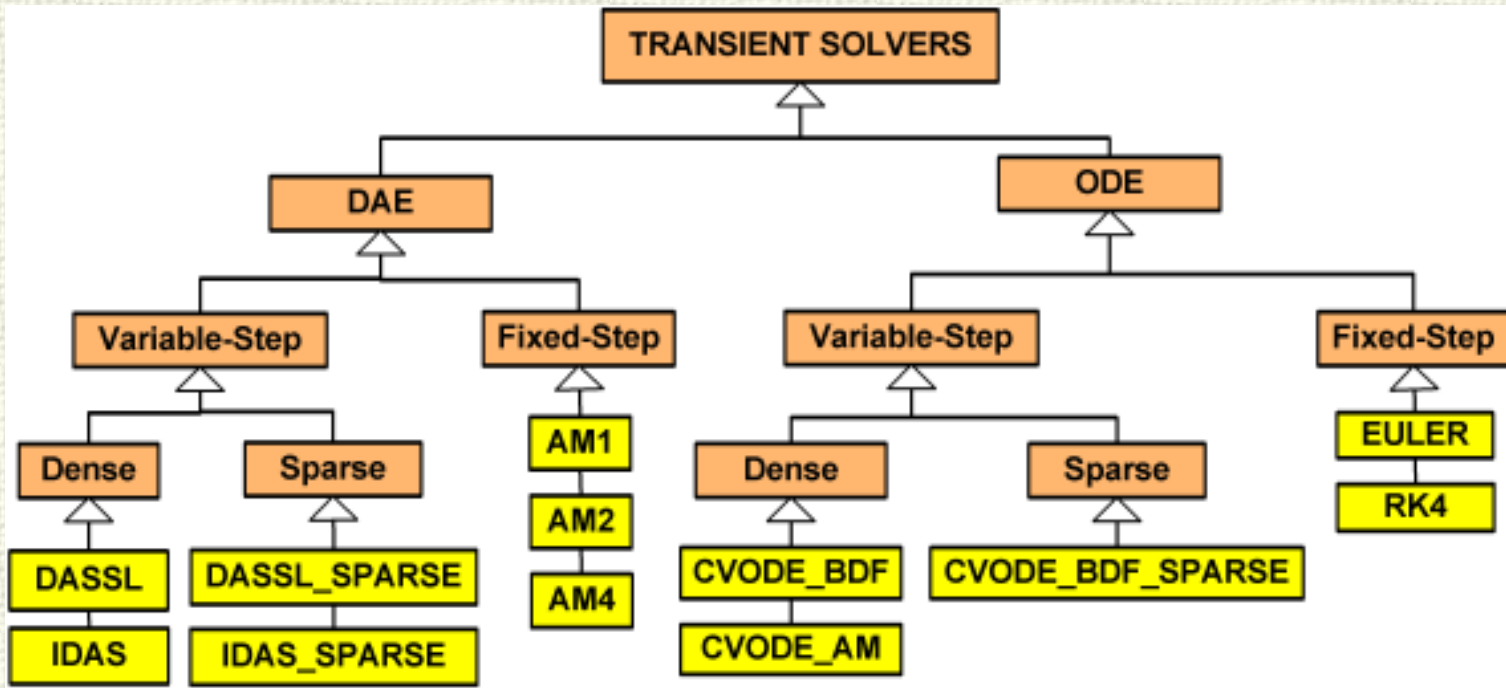 TRANSIENT SOLVERS
DAE
ODE
Variable-Step
Fixed-Step
Variable-Step
Fixed-Step
Dense
Sparse
AM1
AM2
AM4
Dense
Sparse
EULER
RK4
DASSL
IDAS
DASSL_SPARSE
IDAS_SPARSE
CVODE_BDF
CVODE_AM
CVODE_BDF_SPARSE